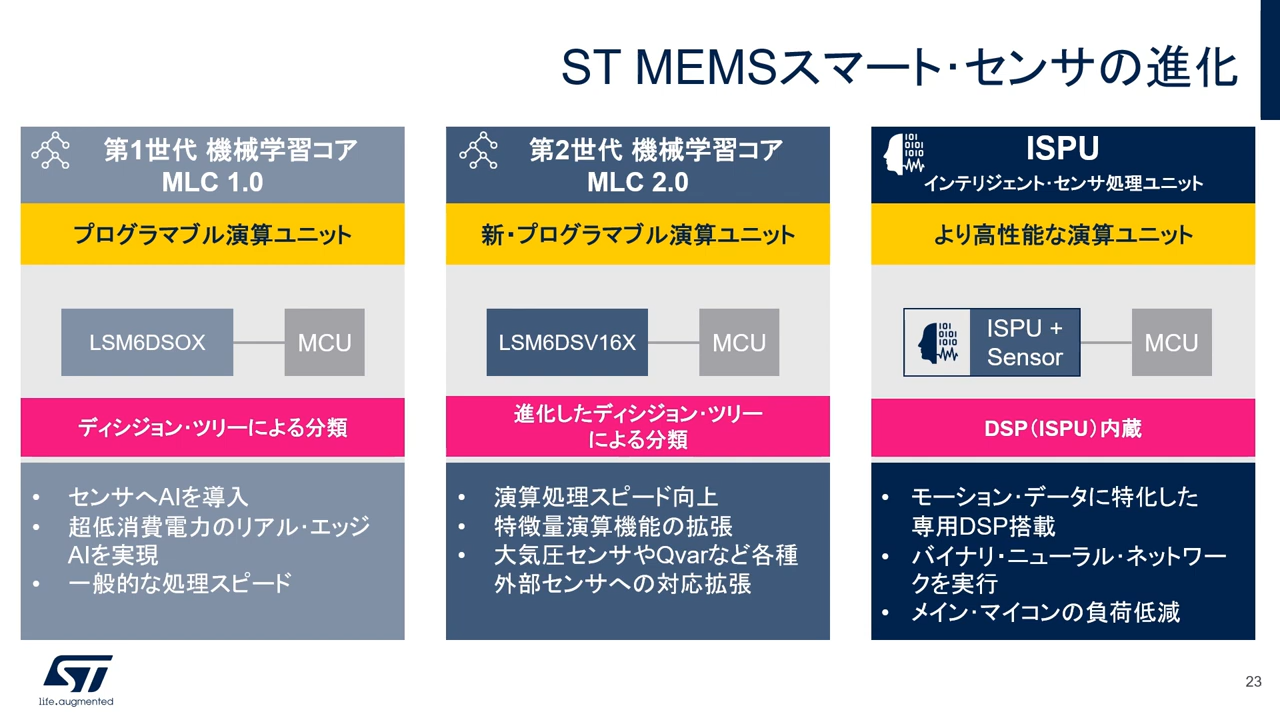 ST MEMSスマート･センサの進化
第1世代 機械学習コア
MLC 1.0
プログラマブル演算ユニット
LSM6DSOX
MCU
ディシジョン･ツリーによる分類
• センサへAIを導入
• 超低消費電力のリアル･エッジ
AIを実現
• 一般的な処理スピード
第2世代 機械学習コア
MLC 2.0
新･プログラマブル演算ユニット
LSM6DSV16X
MCU
進化したディシジョン･ツリー
による分類
• 演算処理スピード向上
• 特徴量演算機能の拡張
• 大気圧センサやQvarなど各種
外部センサへの対応拡張
101
0101
1010
ISPU
インテリジェント･センサ処理ユニット
より高性能な演算ユニット
101
0101
1010
ISPU +
Sensor
MCU
DSP（ISPU）内蔵
• モーション･データに特化した
専用DSP搭載
• バイナリ･ニューラル･ネットワー
クを実行
• メイン･マイコンの負荷低減
ST
life.augmented
23